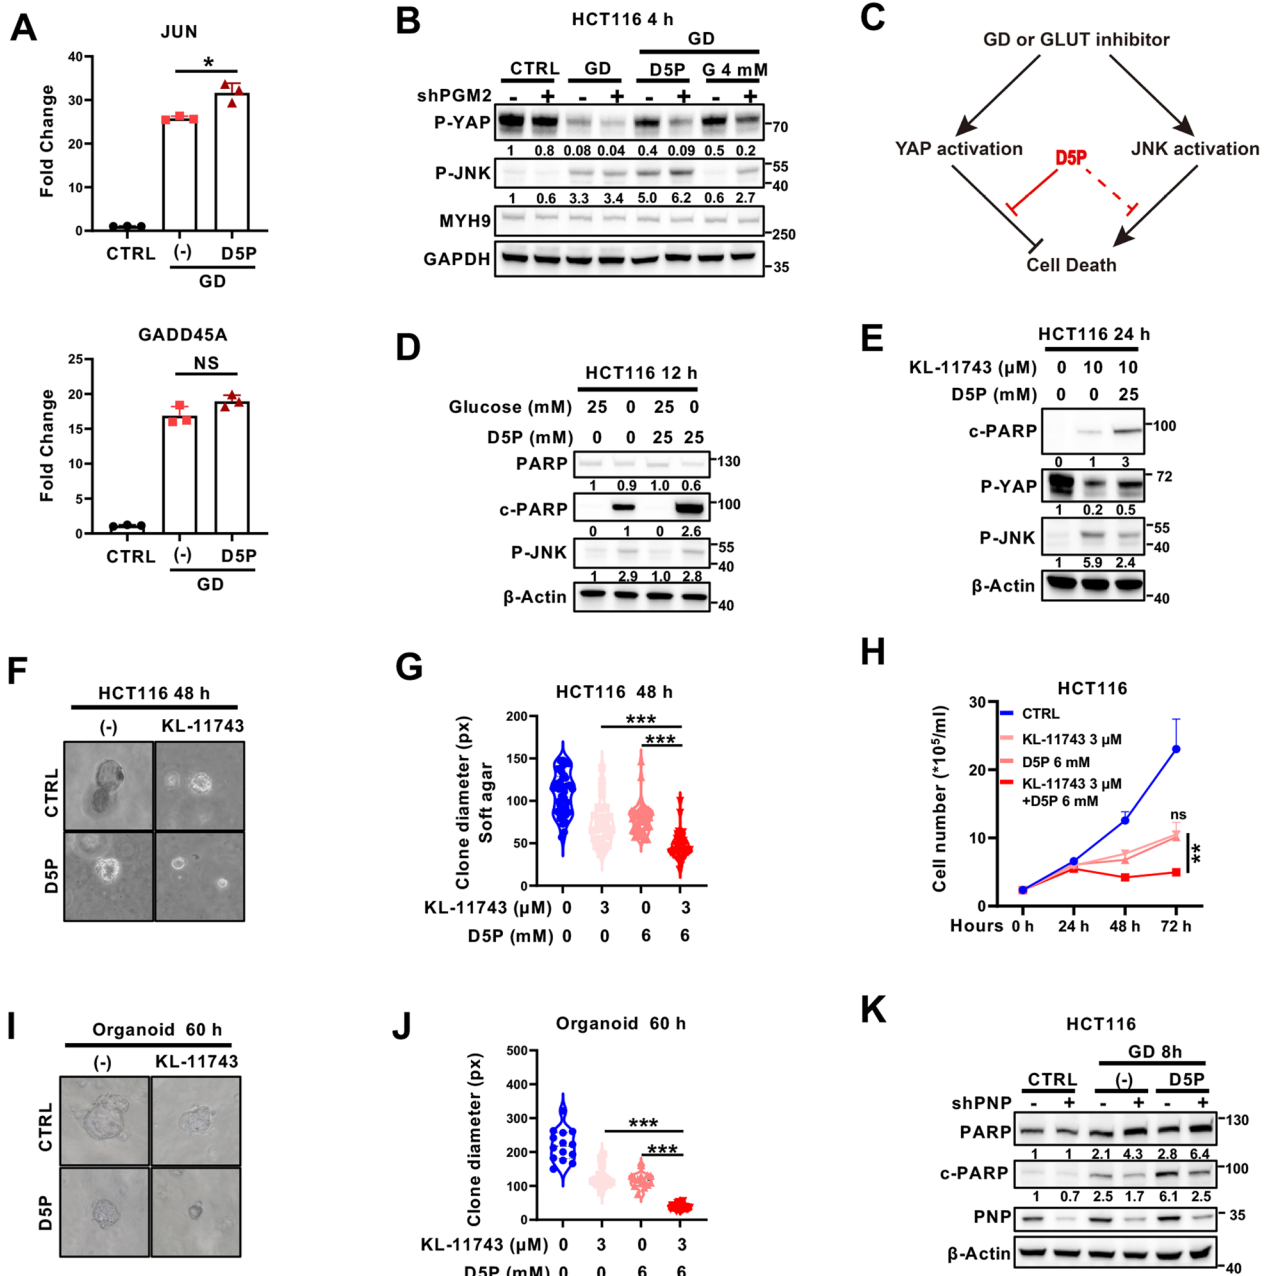 A
JUN
Fold Change
40
30
20
10
0
*
CTRL (-) D5P
GD
GADD45A
Fold Change
25
20
15
10
5
0
NS
CTRL (-) D5P
GD
B
HCT116 4 h
GD
CTRL GD D5P G 4 mM
shPGM2 - + - + - + - +
P-YAP 70
1 0.8 0.08 0.04 0.4 0.09 0.5 0.2
P-JNK 55 40
1 0.6 3.3 3.4 5.0 6.2 0.6 2.7
MYH9 250
GAPDH 35
C
GD or GLUT inhibitor
YAP activation D5P JNK activation
Cell Death
D
HCT116 12 h
Glucose (mM) 25 0 25 0
D5P (mM) 0 0 25 25
PARP 130
1 0.9 1.0 0.6
c-PARP 100
0 1 0 2.6
P-JNK 55 40
1 2.9 1.0 2.8
β-Actin 40
E
HCT116 24 h
KL-11743 (μM) 0 10 10
D5P (mM) 0 0 25
c-PARP 100
0 1 3
P-YAP 72
1 0.2 0.5
P-JNK 55 40
1 5.9 2.4
β-Actin 40
F
HCT116 48 h
(-) KL-11743
CTRL
D5P
G
HCT116 48 h
Clone diameter (px)
Soft agar
200
150
100
50
0
***
***
KL-11743 (μM) 0 3 0 3
D5P (mM) 0 0 6 6
H
HCT116
Cell number (*10⁵/ml)
30
20
10
0
CTRL
KL-11743 3 μM
D5P 6 mM
KL-11743 3 μM
+D5P 6 mM
ns
**
Hours 0 h 24 h 48 h 72 h
I
Organoid 60 h
(-) KL-11743
CTRL
D5P
J
Organoid 60 h
Clone diameter (px)
500
400
300
200
100
0
***
***
KL-11743 (μM) 0 3 0 3
D5P (mM) 0 0 6 6
K
HCT116
GD 8h
CTRL (-) D5P
shPNP - + - + - +
PARP 130
1 1 2.1 4.3 2.8 6.4
c-PARP 100
1 0.7 2.5 1.7 6.1 2.5
PNP 35
β-Actin 40